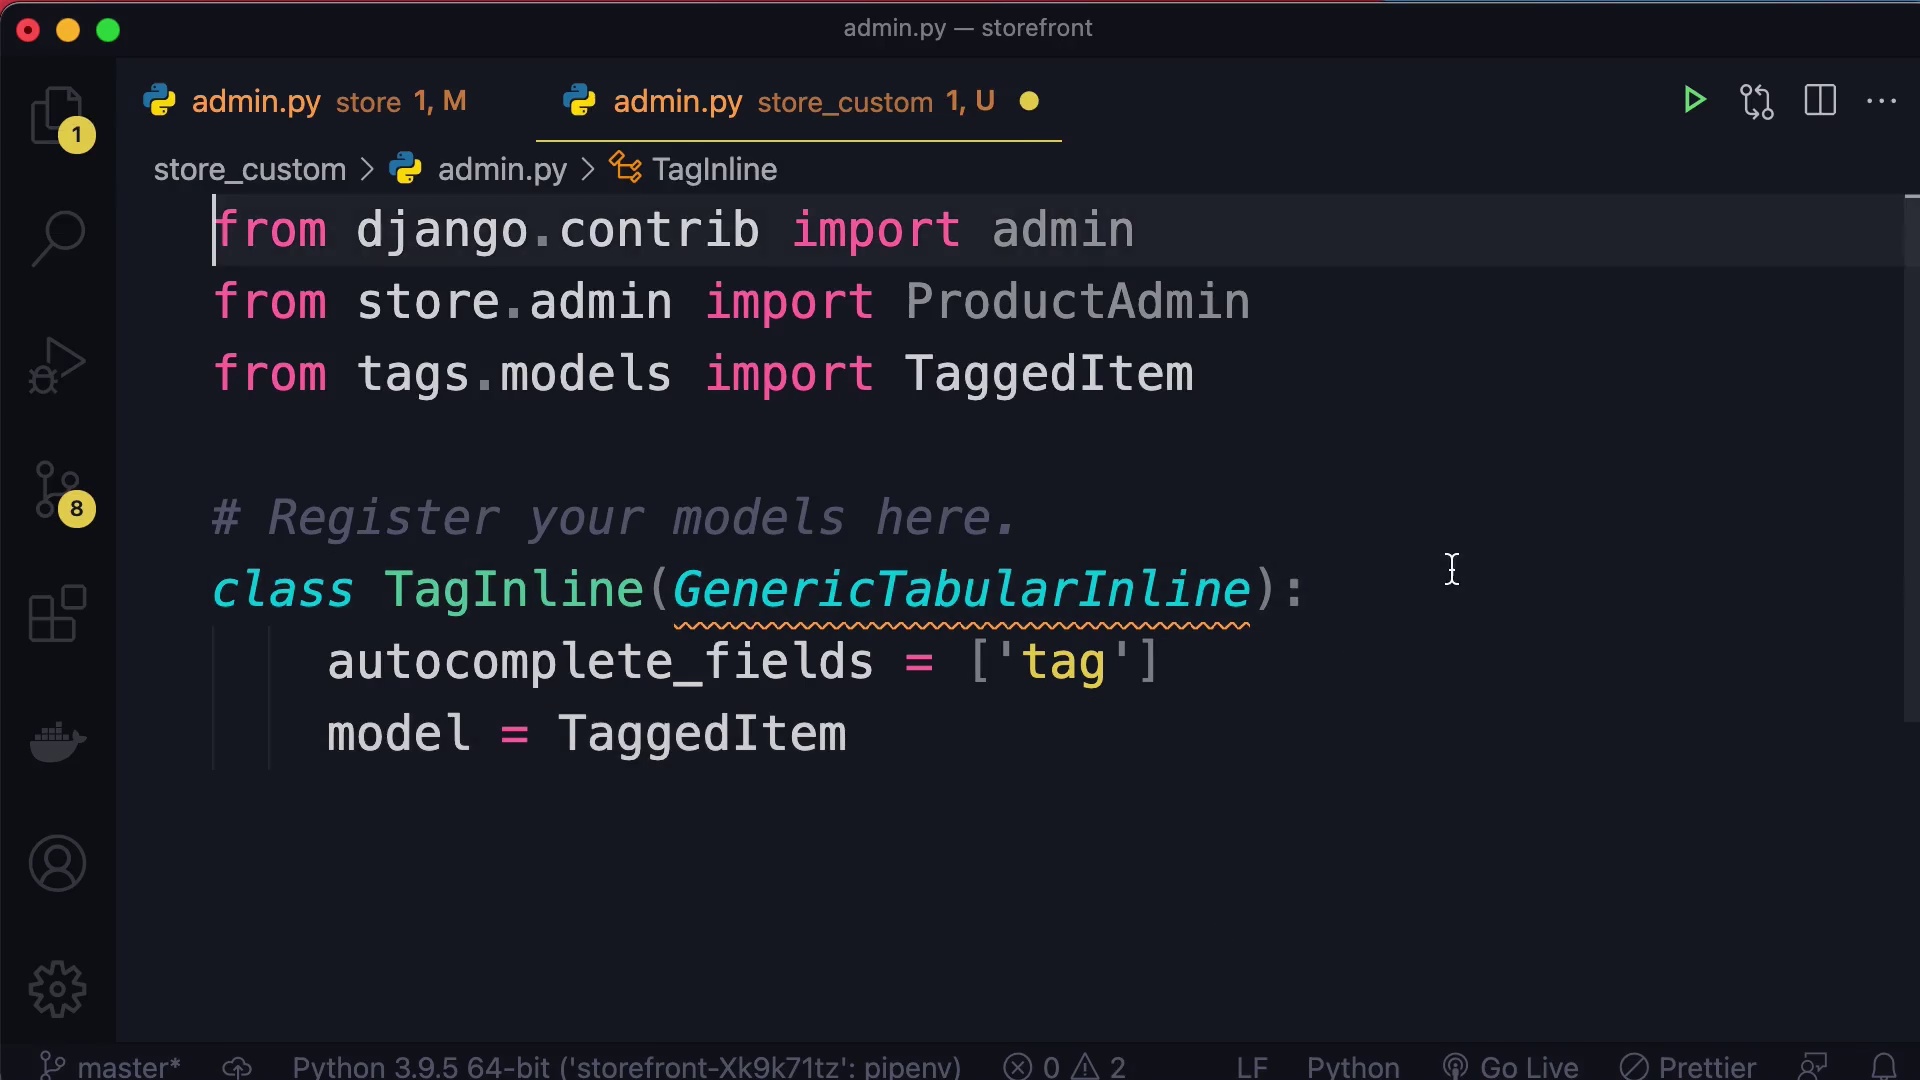 admin.py — storefront
admin.py store 1, M
admin.py store_custom 1, U
store_custom > admin.py > TagInline
1
8
from django.contrib import admin
from store.admin import ProductAdmin
from tags.models import TaggedItem
# Register your models here.
class TagInline(GenericTabularInline):
autocomplete_fields = ['tag']
model = TaggedItem
master* Python 3.9.5 64-bit ('storefront-Xk9k71tz': pipenv) 0 2 LF Python Go Live Prettier